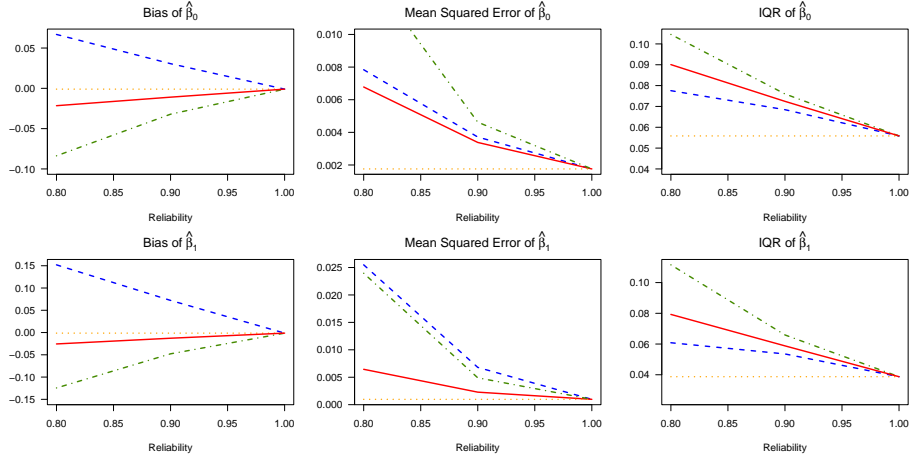 Bias of β̂₀
0.05
0.00
−0.05
−0.10
0.80 0.85 0.90 0.95 1.00
Reliability
Mean Squared Error of β̂₀
0.010
0.008
0.006
0.004
0.002
0.80 0.85 0.90 0.95 1.00
Reliability
IQR of β̂₀
0.10
0.08
0.06
0.04
0.80 0.85 0.90 0.95 1.00
Reliability
Bias of β̂₁
0.15
0.10
0.05
0.00
−0.05
−0.10
−0.15
0.80 0.85 0.90 0.95 1.00
Reliability
Mean Squared Error of β̂₁
0.025
0.020
0.015
0.010
0.005
0.000
0.80 0.85 0.90 0.95 1.00
Reliability
IQR of β̂₁
0.10
0.08
0.06
0.04
0.80 0.85 0.90 0.95 1.00
Reliability